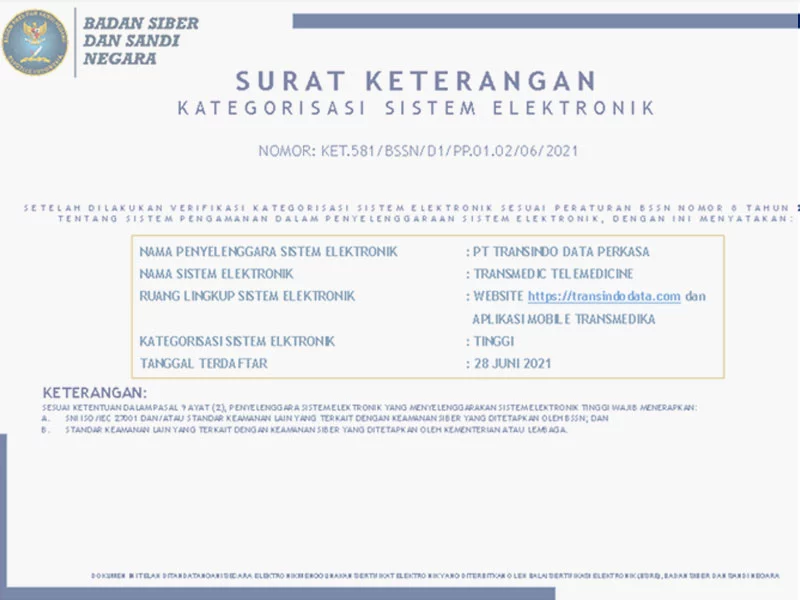 BADAN SIBER
DAN SANDI
NEGARA
SURAT KETERANGAN
KATEGORISASI SISTEM ELEKTRONIK
NOMOR: KET.581/BSSN/D1/PP.01.02/06/2021
SETELAH DILAKUKAN VERIFIKASI KATEGORISASI SISTEM ELEKTRONIK SESUAI PERATURAN BSSN NOMOR 8 TAHUN
TENTANG SISTEM PENGAMANAN DALAM PENYELENGGARAAN SISTEM ELEKTRONIK, DENGAN INI MENYATAKAN:
NAMA PENYELENGGARA SISTEM ELEKTRONIK : PT TRANSINDO DATA PERKASA
NAMA SISTEM ELEKTRONIK : TRANSMEDIC TELEMEDICINE
RUANG LINGKUP SISTEM ELEKTRONIK : WEBSITE https://transindodata.com dan
APLIKASI MOBILE TRANSMEDIKA
KATEGORISASI SISTEM ELKTRONIK : TINGGI
TANGGAL TERDAFTAR : 28 JUNI 2021
KETERANGAN:
SESUAI KETENTUAN DALAM PASAL 9 AYAT (2), PENYELENGGARA SISTEM ELEKTRONIK YANG MENYELENGGARAKAN SISTEM ELEKTRONIK TINGGI WAJIB MENERAPKAN:
A. SNI ISO/IEC 27001 DAN/ATAU STANDAR KEAMANAN LAIN YANG TERKAIT DENGAN KEAMANAN SIBER YANG DITETAPKAN OLEH BSSN; DAN
B. STANDAR KEAMANAN LAIN YANG TERKAIT DENGAN KEAMANAN SIBER YANG DITETAPKAN OLEH KEMENTERIAN ATAU LEMBAGA.
DOKUMEN INI TELAH DITANDATANGANI SECARA ELEKTRONIK MENGGUNAKAN SERTIFIKAT ELEKTRONIK YANG DITERBITKAN OLEH BALAI SERTIFIKASI ELEKTRONIK (BSRE), BADAN SIBER DAN SANDI NEGARA